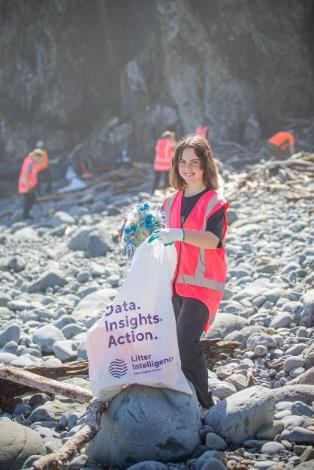 Data.
Insights.
Action.
Litter
Intelligence